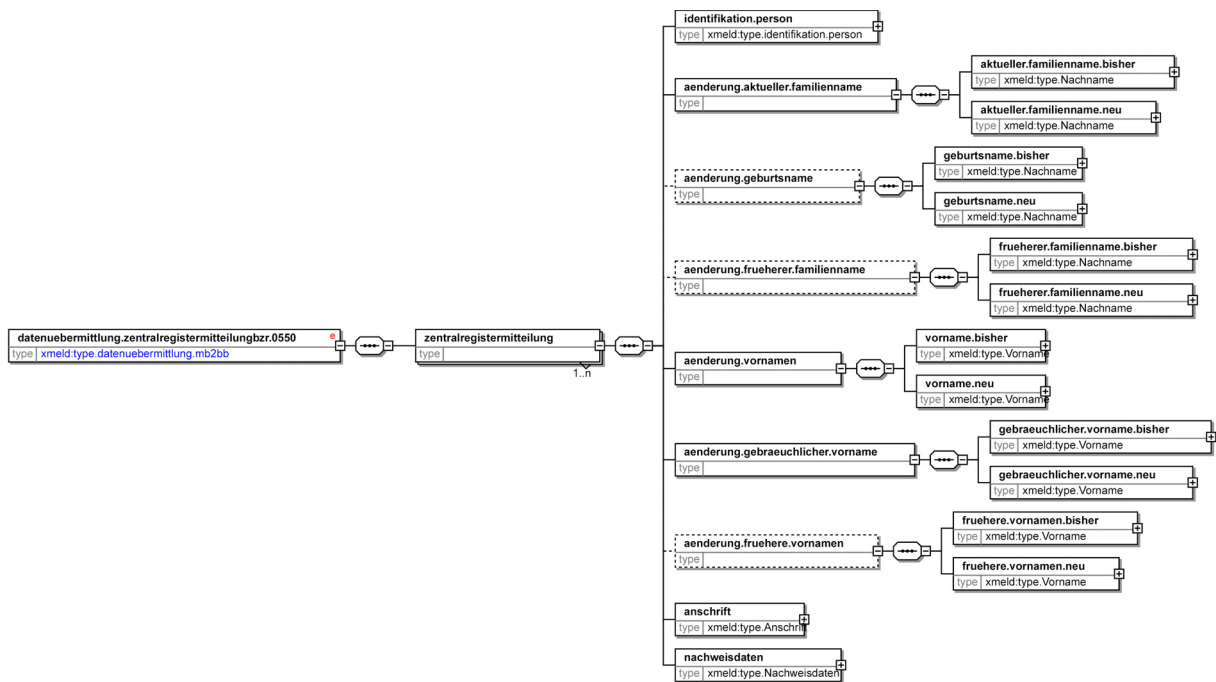 identifikation.person
type xmeld:type.identifikation.person
aenderung.aktueller.familienname
type
aktueller.familienname.bisher
type xmeld:type.Nachname
aktueller.familienname.neu
type xmeld:type.Nachname
aenderung.geburtsname
type
geburtsname.bisher
type xmeld:type.Nachname
geburtsname.neu
type xmeld:type.Nachname
aenderung.frueherer.familienname
type
frueherer.familienname.bisher
type xmeld:type.Nachname
frueherer.familienname.neu
type xmeld:type.Nachname
datenuebermittlung.zentralregistermitteilungbzr.0550 e
type xmeld:type.datenuebermittlung.mb2bb
zentralregistermitteilung
type
1..n
aenderung.vornamen
type
vorname.bisher
type xmeld:type.Vorname
vorname.neu
type xmeld:type.Vorname
aenderung.gebraeuchlicher.vorname
type
gebraeuchlicher.vorname.bisher
type xmeld:type.Vorname
gebraeuchlicher.vorname.neu
type xmeld:type.Vorname
aenderung.fruehere.vornamen
type
fruehere.vornamen.bisher
type xmeld:type.Vorname
fruehere.vornamen.neu
type xmeld:type.Vorname
anschrift
type xmeld:type.Anschrift
nachweisdaten
type xmeld:type.Nachweisdaten